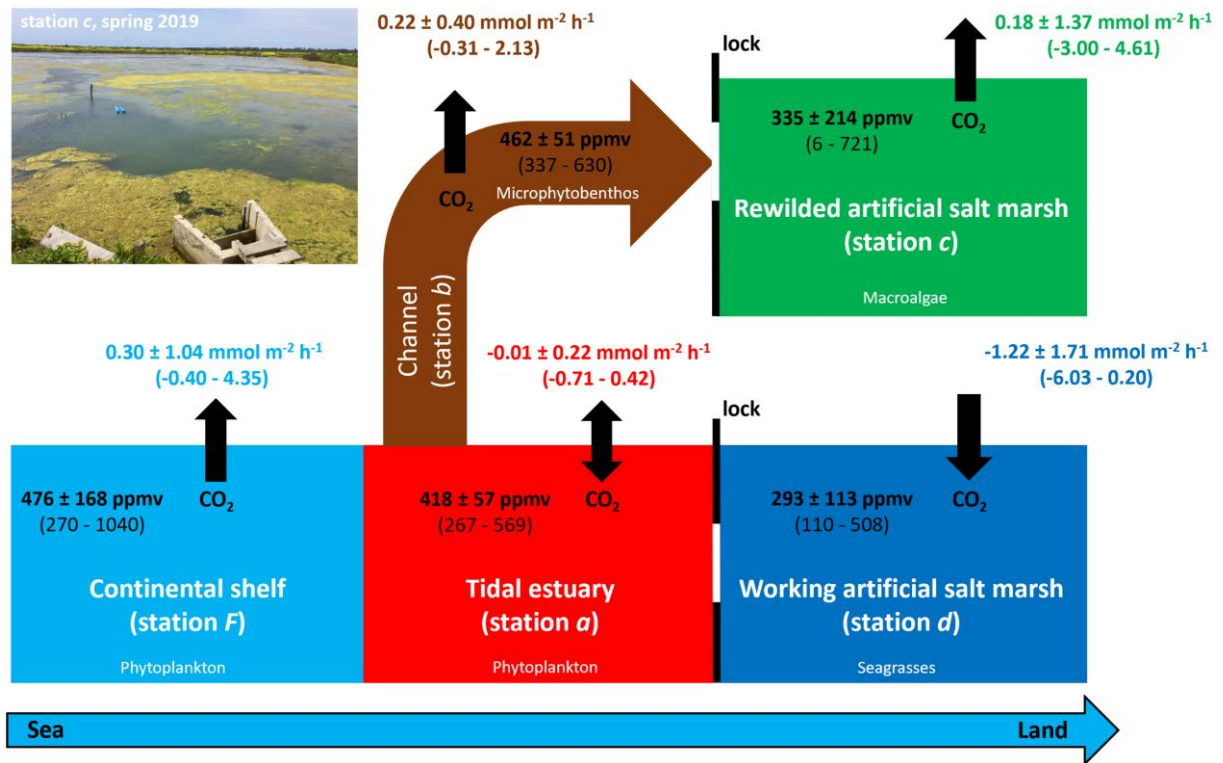 station c, spring 2019
0.22 ± 0.40 mmol m⁻² h⁻¹
(-0.31 - 2.13)
CO₂
462 ± 51 ppmv
(337 - 630)
Microphytobenthos
Channel
(station b)
lock
0.18 ± 1.37 mmol m⁻² h⁻¹
(-3.00 - 4.61)
335 ± 214 ppmv
(6 - 721)
CO₂
Rewilded artificial salt marsh
(station c)
Macroalgae
0.30 ± 1.04 mmol m⁻² h⁻¹
(-0.40 - 4.35)
476 ± 168 ppmv
(270 - 1040)
CO₂
Continental shelf
(station F)
Phytoplankton
-0.01 ± 0.22 mmol m⁻² h⁻¹
(-0.71 - 0.42)
418 ± 57 ppmv
(267 - 569)
CO₂
Tidal estuary
(station a)
Phytoplankton
lock
-1.22 ± 1.71 mmol m⁻² h⁻¹
(-6.03 - 0.20)
293 ± 113 ppmv
(110 - 508)
CO₂
Working artificial salt marsh
(station d)
Seagrasses
Sea
Land